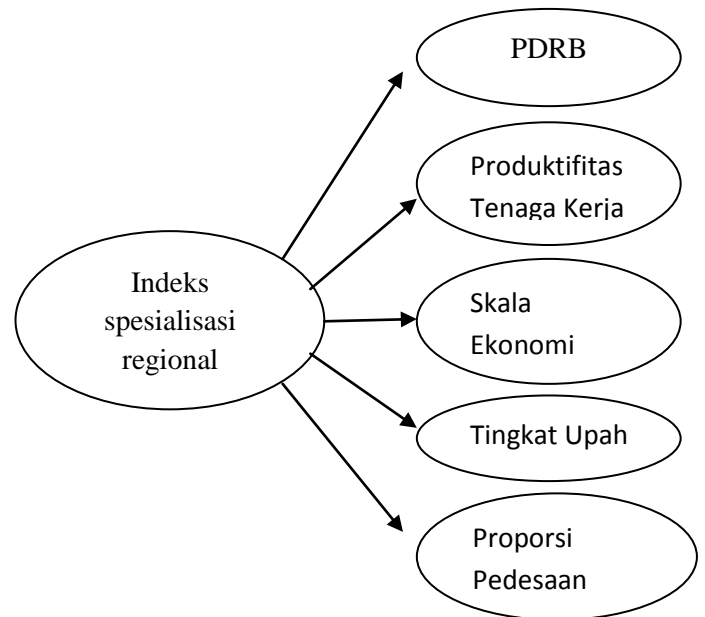 PDRB
Produktifitas
Tenaga Kerja
Indeks
spesialisasi
regional
Skala
Ekonomi
Tingkat Upah
Proporsi
Pedesaan